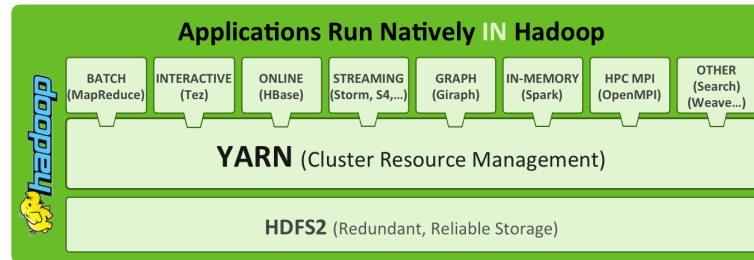 Applications Run Natively IN Hadoop
hadoop
BATCH
(MapReduce)
INTERACTIVE
(Tez)
ONLINE
(HBase)
STREAMING
(Storm, S4,...)
GRAPH
(Giraph)
IN-MEMORY
(Spark)
HPC MPI
(OpenMPI)
OTHER
(Search)
(Weave...)
YARN (Cluster Resource Management)
HDFS2 (Redundant, Reliable Storage)